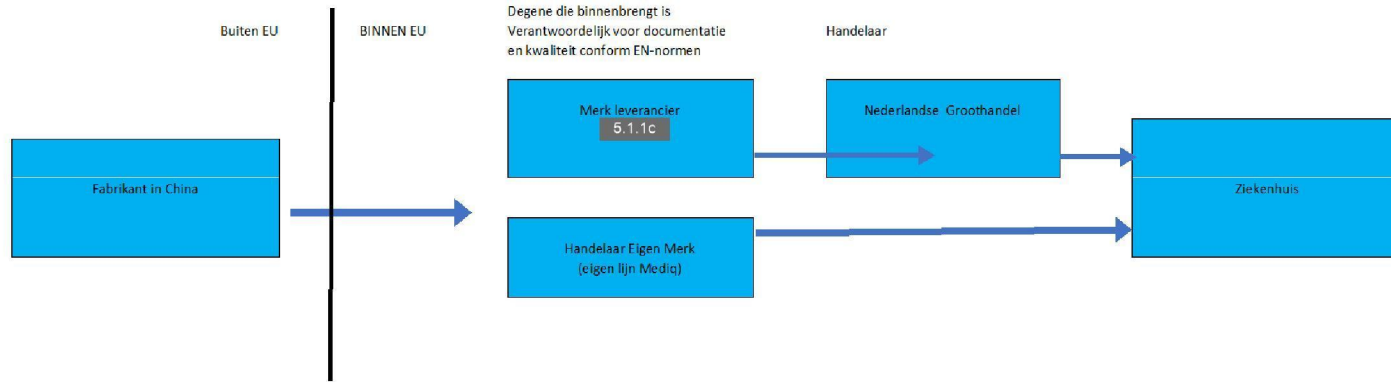 Buiten EU
BINNEN EU
Degene die binnenbrengt is
Verantwoordelijk voor documentatie
en kwaliteit conform EN-normen
Handelaar
Fabrikant in China
Merk leverancier
5.1.1c
Nederlandse Groothandel
Handelaar Eigen Merk
(eigen lijn Mediq)
Ziekenhuis